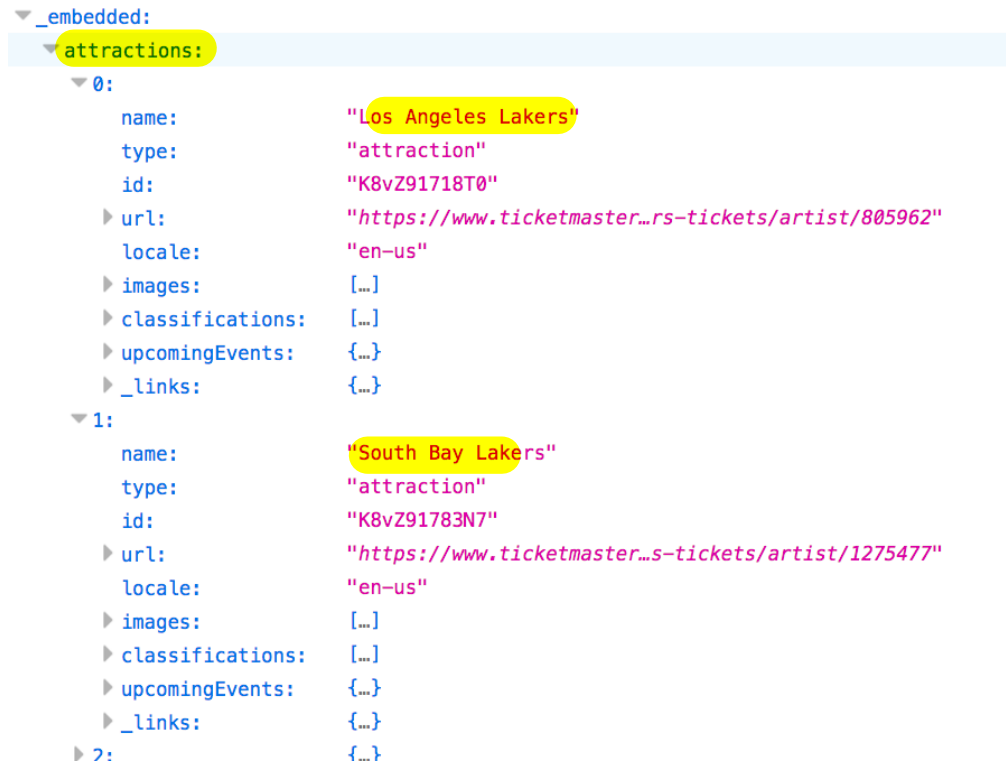 _embedded:
attractions:
0:
name: "Los Angeles Lakers"
type: "attraction"
id: "K8vZ91718T0"
url: "https://www.ticketmaster…rs-tickets/artist/805962"
locale: "en-us"
images: […]
classifications: […]
upcomingEvents: {…}
_links: {…}
1:
name: "South Bay Lakers"
type: "attraction"
id: "K8vZ91783N7"
url: "https://www.ticketmaster…s-tickets/artist/1275477"
locale: "en-us"
images: […]
classifications: […]
upcomingEvents: {…}
_links: {…}
2: {…}